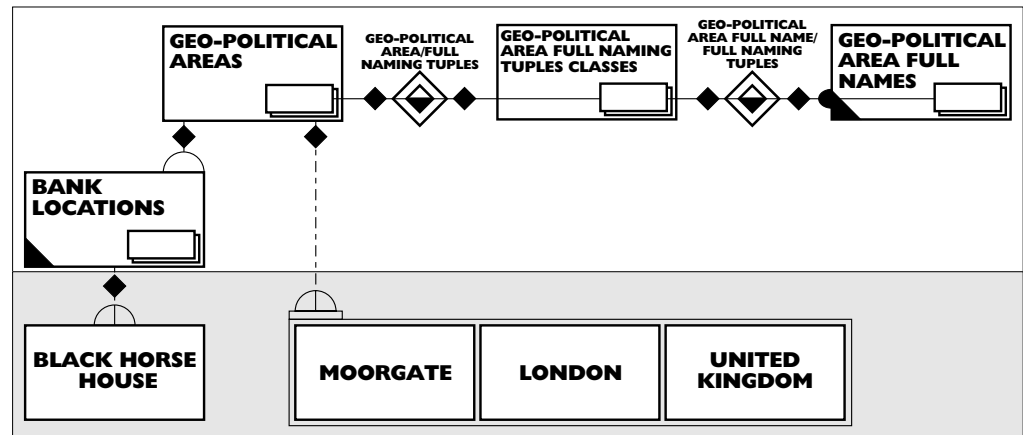 GEO-POLITICAL
AREAS
GEO-POLITICAL
AREA/FULL
NAMING TUPLES
GEO-POLITICAL
AREA FULL NAMING
TUPLES CLASSES
GEO-POLITICAL
AREA FULL NAME/
FULL NAMING
TUPLES
GEO-POLITICAL
AREA FULL
NAMES
BANK
LOCATIONS
BLACK HORSE
HOUSE
MOORGATE
LONDON
UNITED
KINGDOM